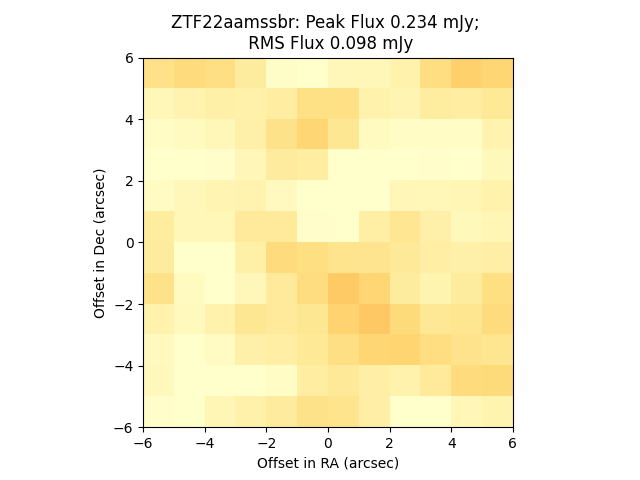 ZTF22aamssbr: Peak Flux 0.234 mJy;
RMS Flux 0.098 mJy
6
4
2
0
−2
−4
−6
Offset in Dec (arcsec)
−6 −4 −2 0 2 4 6
Offset in RA (arcsec)